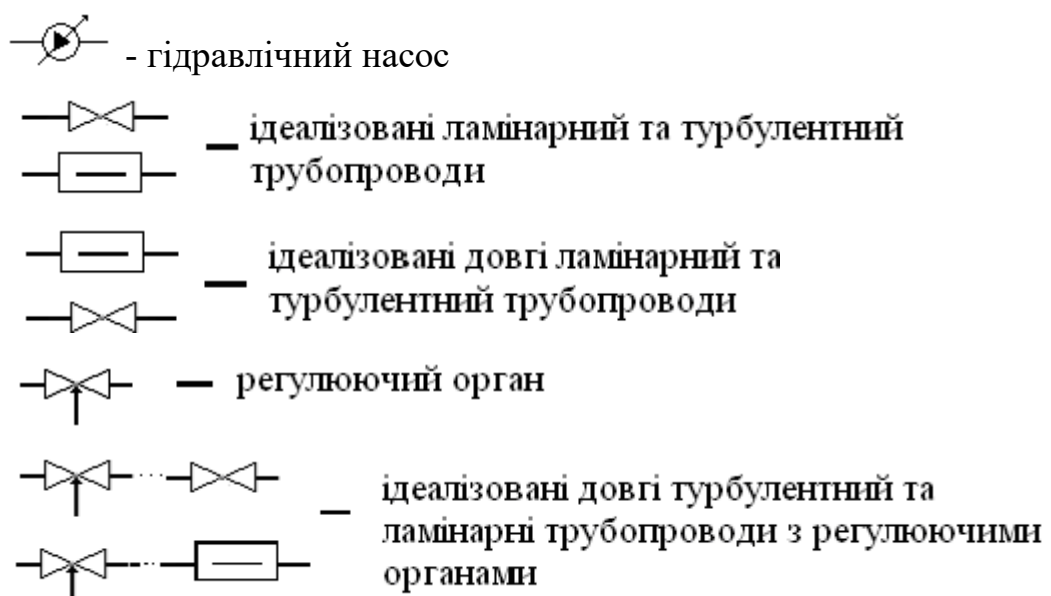 - гідравлічний насос
— ідеалізовані ламінарний та турбулентний
трубопроводи
— ідеалізовані довгі ламінарний та
турбулентний трубопроводи
— регулюючий орган
— ідеалізовані довгі турбулентний та
ламінарні трубопроводи з регулюючими
органами